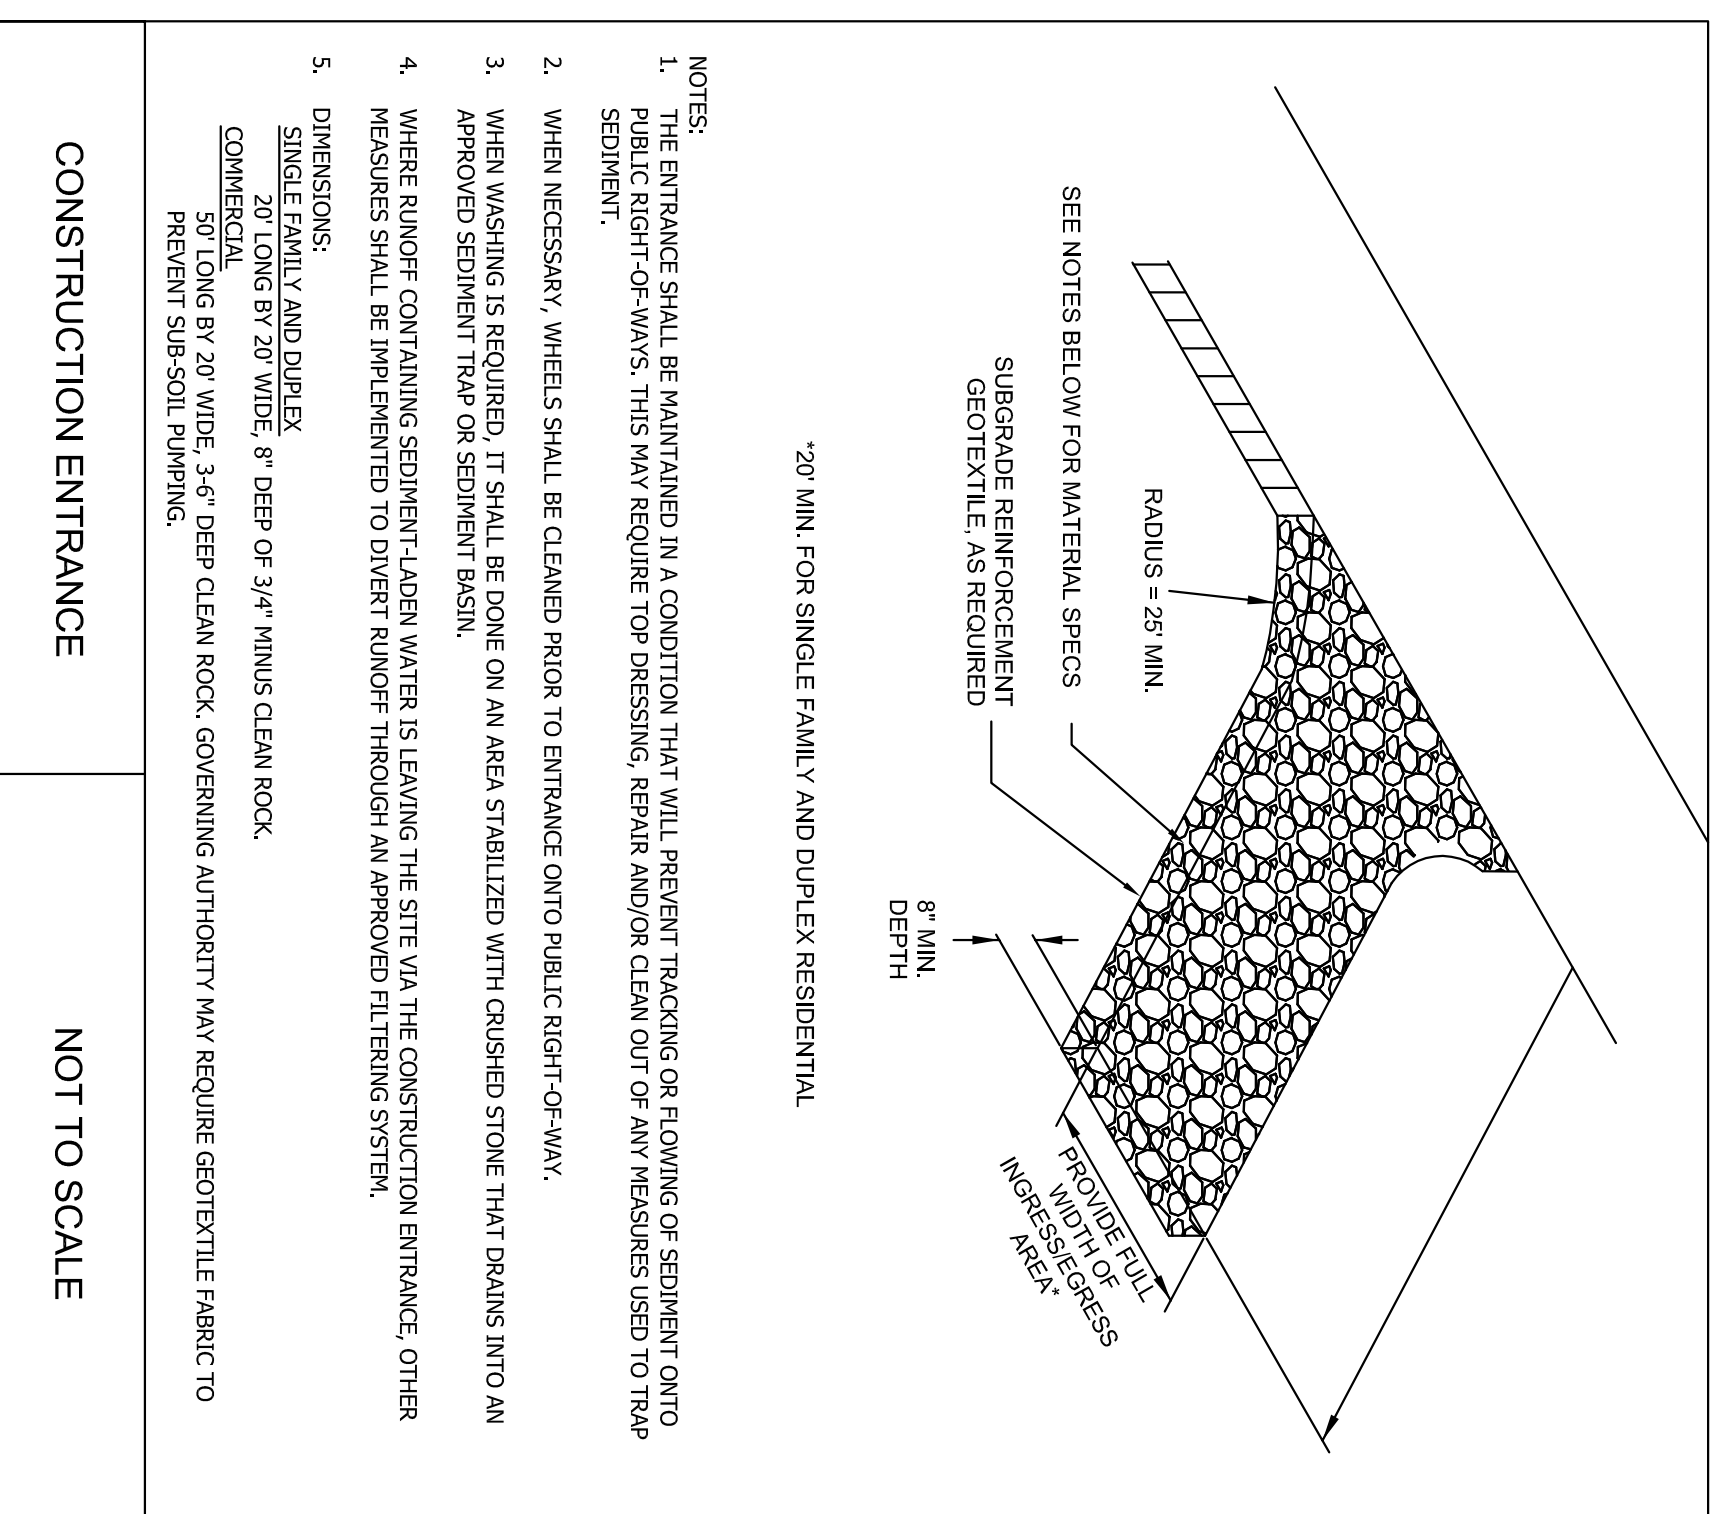 RADIUS = 25' MIN.
SEE NOTES BELOW FOR MATERIAL SPECS
SUBGRADE REINFORCEMENT
GEOTEXTILE, AS REQUIRED
8" MIN.
DEPTH
PROVIDE FULL
WIDTH OF
INGRESS/EGRESS
AREA*
*20' MIN. FOR SINGLE FAMILY AND DUPLEX RESIDENTIAL
NOTES:
1. THE ENTRANCE SHALL BE MAINTAINED IN A CONDITION THAT WILL PREVENT TRACKING OR FLOWING OF SEDIMENT ONTO
PUBLIC RIGHT-OF-WAYS. THIS MAY REQUIRE TOP DRESSING, REPAIR AND/OR CLEAN OUT OF ANY MEASURES USED TO TRAP
SEDIMENT.
2. WHEN NECESSARY, WHEELS SHALL BE CLEANED PRIOR TO ENTRANCE ONTO PUBLIC RIGHT-OF-WAY.
3. WHEN WASHING IS REQUIRED, IT SHALL BE DONE ON AN AREA STABILIZED WITH CRUSHED STONE THAT DRAINS INTO AN
APPROVED SEDIMENT TRAP OR SEDIMENT BASIN.
4. WHERE RUNOFF CONTAINING SEDIMENT-LADEN WATER IS LEAVING THE SITE VIA THE CONSTRUCTION ENTRANCE, OTHER
MEASURES SHALL BE IMPLEMENTED TO DIVERT RUNOFF THROUGH AN APPROVED FILTERING SYSTEM.
5. DIMENSIONS:
SINGLE FAMILY AND DUPLEX
20' LONG BY 20' WIDE, 8" DEEP OF 3/4" MINUS CLEAN ROCK.
COMMERCIAL
50' LONG BY 20' WIDE, 3-6" DEEP CLEAN ROCK. GOVERNING AUTHORITY MAY REQUIRE GEOTEXTILE FABRIC TO
PREVENT SUB-SOIL PUMPING.
CONSTRUCTION ENTRANCE
NOT TO SCALE